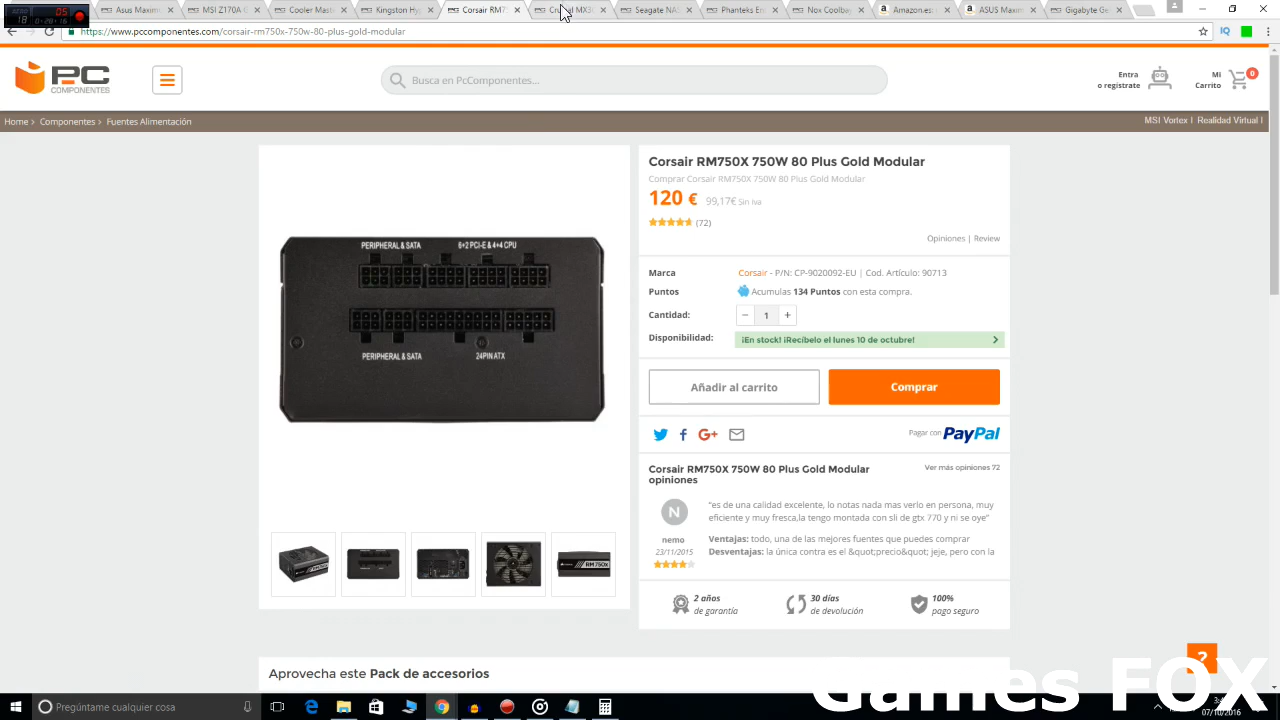 05
18
0-28-16
Asus Maximu
MSI Z170A
Cooler Mast
Kingston
RM7
Crucial MX3
Seagate NAS
Nox Coolbay
Amazon.es
ASUS Maxim
Gigabyte Ge
https://www.pccomponentes.com/corsair-rm750x-750w-80-plus-gold-modular
IQ
PC
COMPONENTES
Busca en PcComponentes...
Entra
o registrate
Mi
Carrito
0
Home > Componentes > Fuentes Alimentación
MSI Vortex | Realidad Virtual |
PERIPHERAL & SATA
6+2 PCI-E & 4+4 CPU
PERIPHERAL & SATA
24PIN ATX
RM750X
Corsair RM750X 750W 80 Plus Gold Modular
Comprar Corsair RM750X 750W 80 Plus Gold Modular
120 € 99,17€ Sin iva
(72)
Opiniones | Review
Marca Corsair - P/N: CP-9020092-EU | Cod. Artículo: 90713
Puntos Acumulas 134 Puntos con esta compra.
Cantidad: − 1 +
Disponibilidad: ¡En stock! ¡Recíbelo el lunes 10 de octubre!
Añadir al carrito
Comprar
Pagar con PayPal
Corsair RM750X 750W 80 Plus Gold Modular
opiniones
Ver más opiniones 72
N
nemo
23/11/2015
"es de una calidad excelente, lo notas nada mas verlo en persona, muy
eficiente y muy fresca,la tengo montada con sli de gtx 770 y ni se oye"
Ventajas: todo, una de las mejores fuentes que puedes comprar
Desventajas: la única contra es el &quot;precio&quot; jeje, pero con la
2 años
de garantía
30 días
de devolución
100%
pago seguro
Aprovecha este Pack de accesorios
?
Games FOX
Pregúntame cualquier cosa
07/10/2016